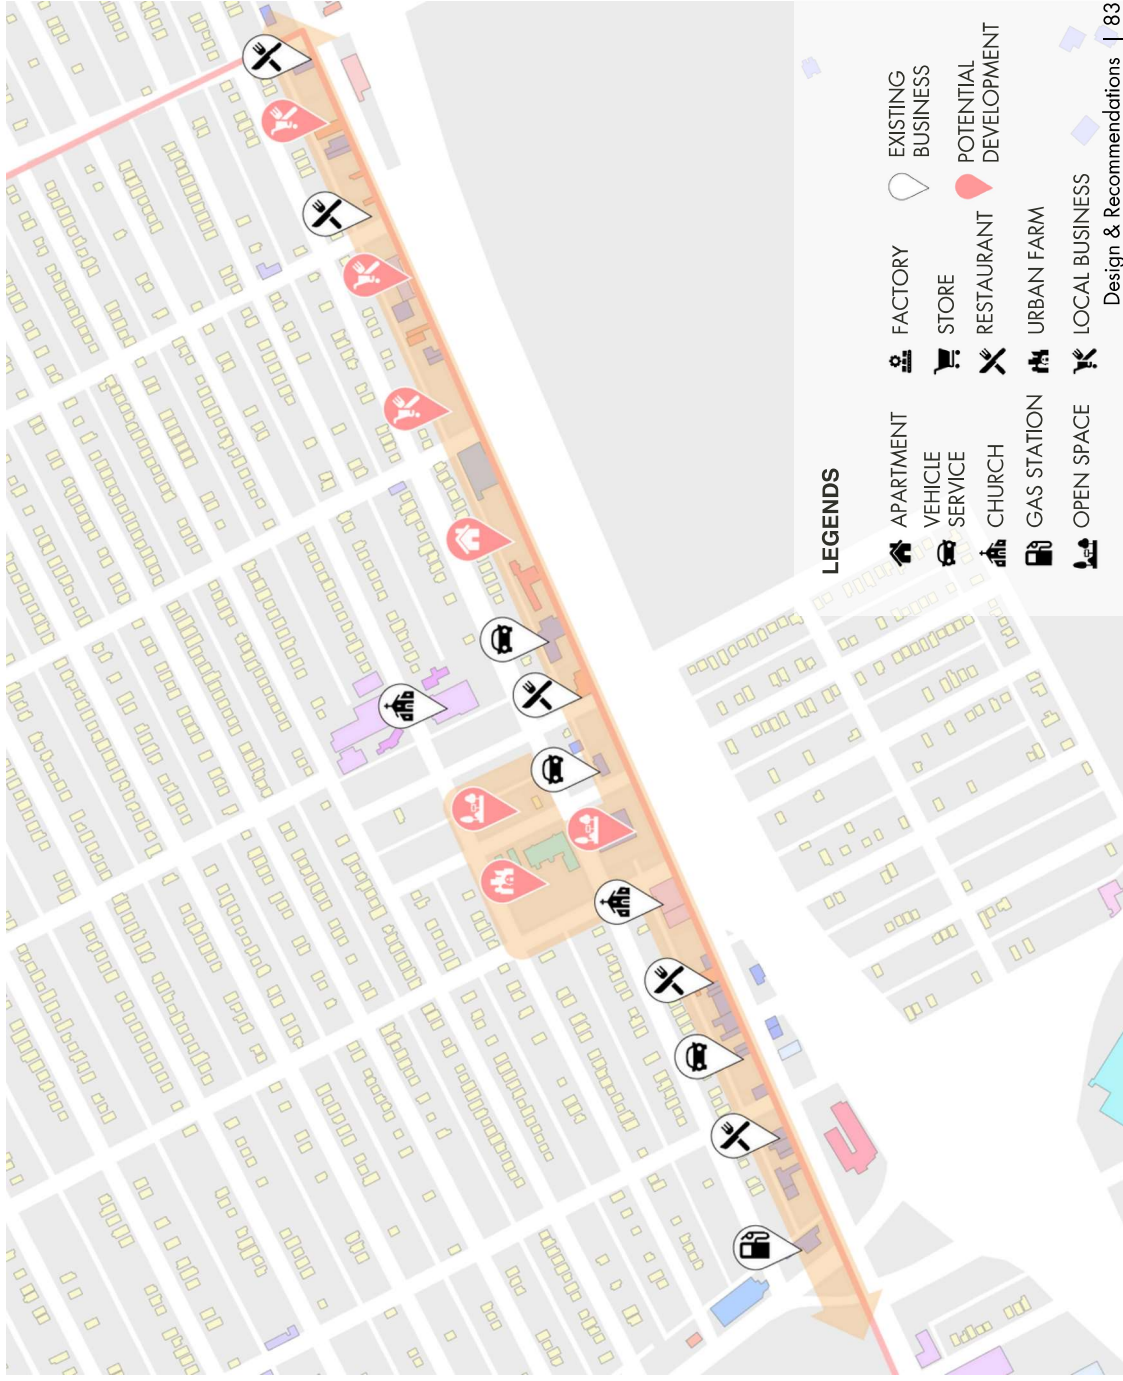 LEGENDS
APARTMENT
VEHICLE
SERVICE
CHURCH
GAS STATION
OPEN SPACE
FACTORY
STORE
RESTAURANT
URBAN FARM
LOCAL BUSINESS
EXISTING
BUSINESS
POTENTIAL
DEVELOPMENT
Design & Recommendations | 83